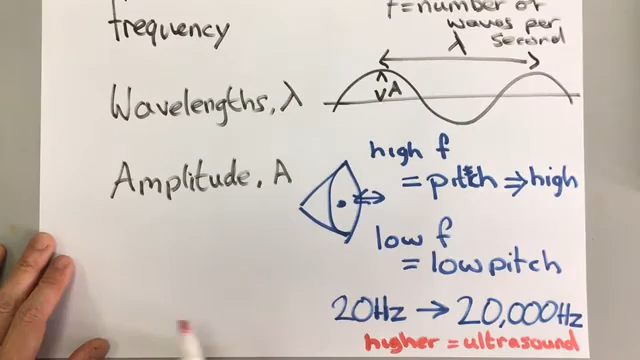 frequency
f = number of
waves per
second
λ
A
Wavelengths, λ
Amplitude, A
high f
= pitch ⇒ high
low f
= low pitch
20Hz → 20,000Hz
higher = ultrasound